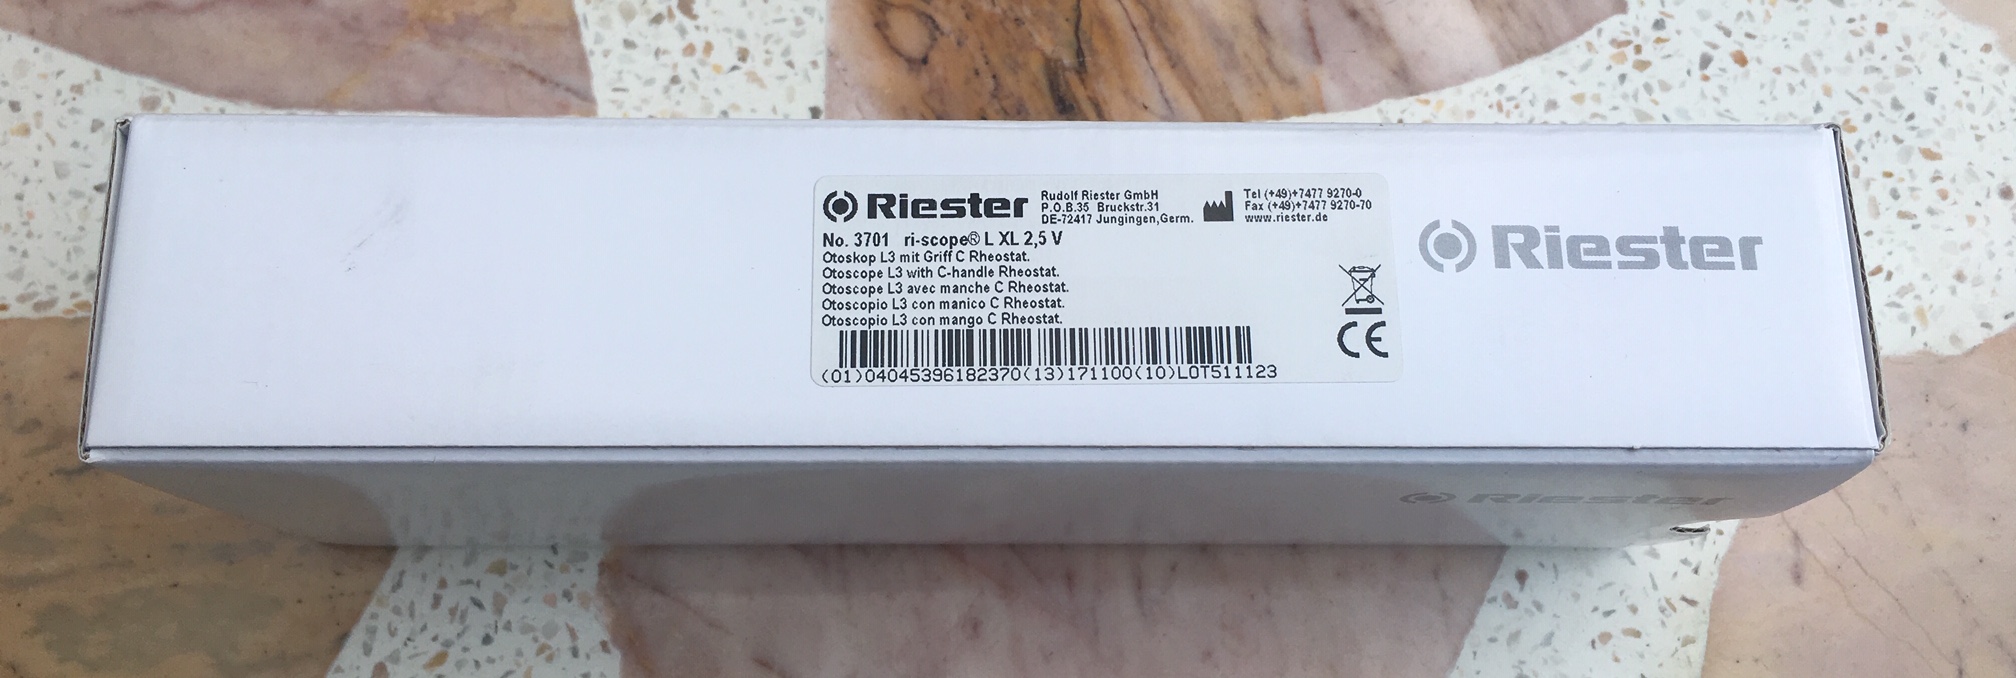 Riester
Rudolf Riester GmbH
P.O.B.35 Bruckstr.31
DE-72417 Jungingen,Germ.
Tel (+49)+7477 9270-0
Fax (+49)+7477 9270-70
www.riester.de
No. 3701 ri-scope® L XL 2,5 V
Otoskop L3 mit Griff C Rheostat.
Otoscope L3 with C-handle Rheostat.
Otoscope L3 avec manche C Rheostat.
Otoscopio L3 con manico C Rheostat.
Otoscopio L3 con mango C Rheostat.
(01)04045396182370(13)171100(10)LOT511123
CE
Riester
Riester